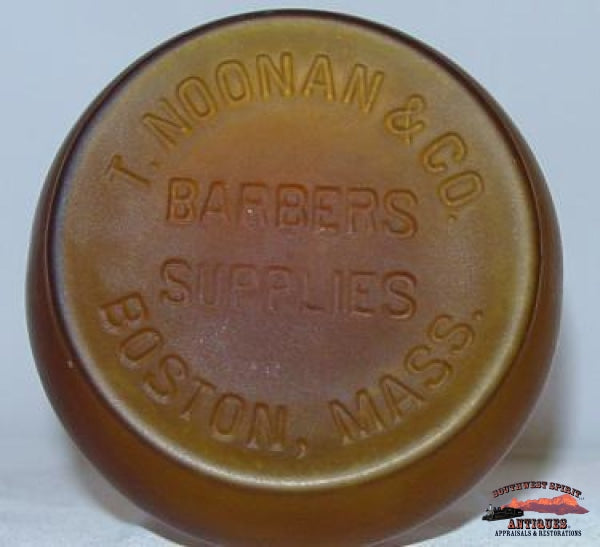 T. NOONAN & CO.
BARBERS
SUPPLIES
BOSTON, MASS.
SOUTHWEST SPIRIT
ANTIQUES
APPRAISALS & RESTORATIONS